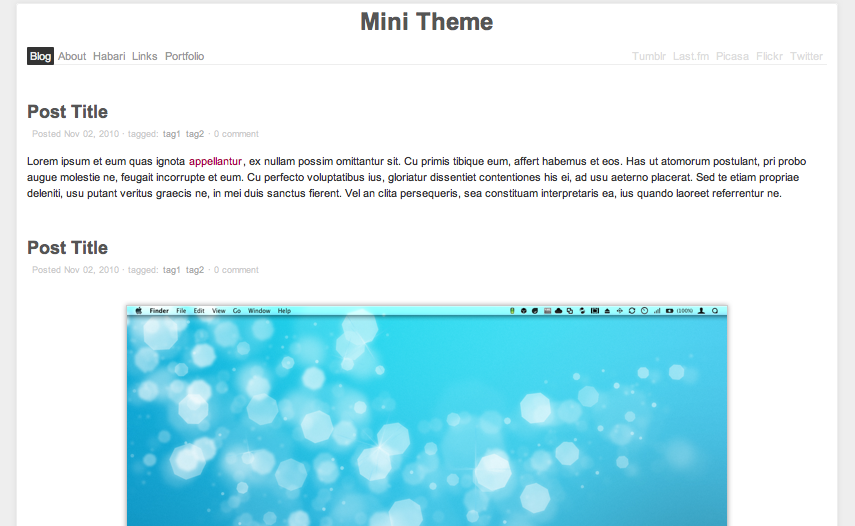 Mini Theme
Blog About Habari Links Portfolio Tumblr Last.fm Picasa Flickr Twitter
Post Title
Posted Nov 02, 2010 · tagged: tag1 tag2 · 0 comment
Lorem ipsum et eum quas ignota appellantur, ex nullam possim omittantur sit. Cu primis tibique eum, affert habemus et eos. Has ut atomorum postulant, pri probo
augue molestie ne, feugait incorrupte et eum. Cu perfecto voluptatibus ius, gloriatur dissentiet contentiones his ei, ad usu aeterno placerat. Sed te etiam propriae
deleniti, usu putant veritus graecis ne, in mei duis sanctus fierent. Vel an clita persequeris, sea constituam interpretaris ea, ius quando laoreet referrentur ne.
Post Title
Posted Nov 02, 2010 · tagged: tag1 tag2 · 0 comment
Finder File Edit View Go Window Help (100%)